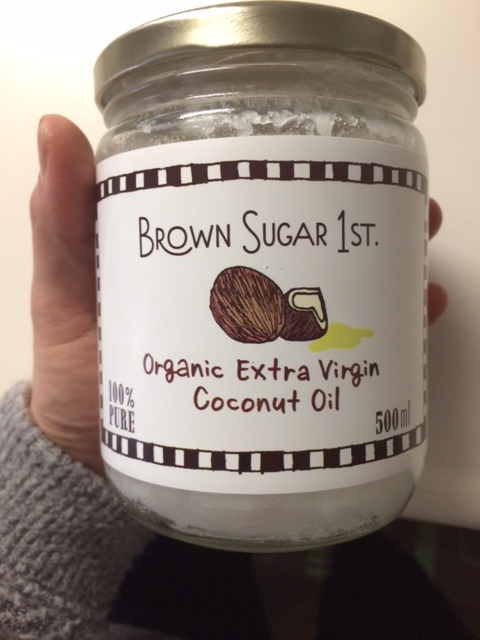 Brown Sugar 1st.
Organic Extra Virgin
Coconut Oil
100%
PURE
500ml